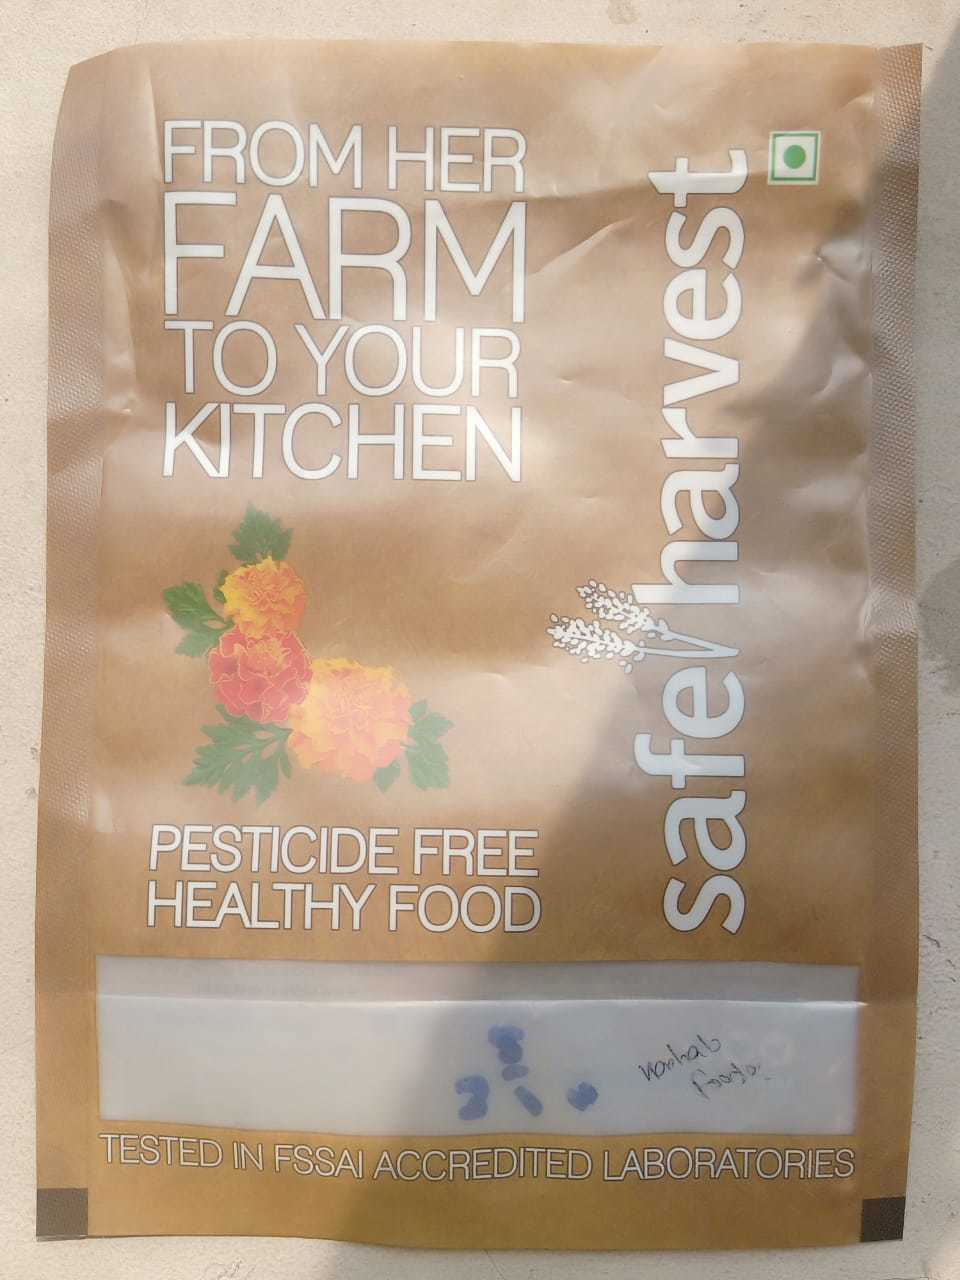 FROM HER
FARM
TO YOUR
KITCHEN
safe harvest
PESTICIDE FREE
HEALTHY FOOD
TESTED IN FSSAI ACCREDITED LABORATORIES